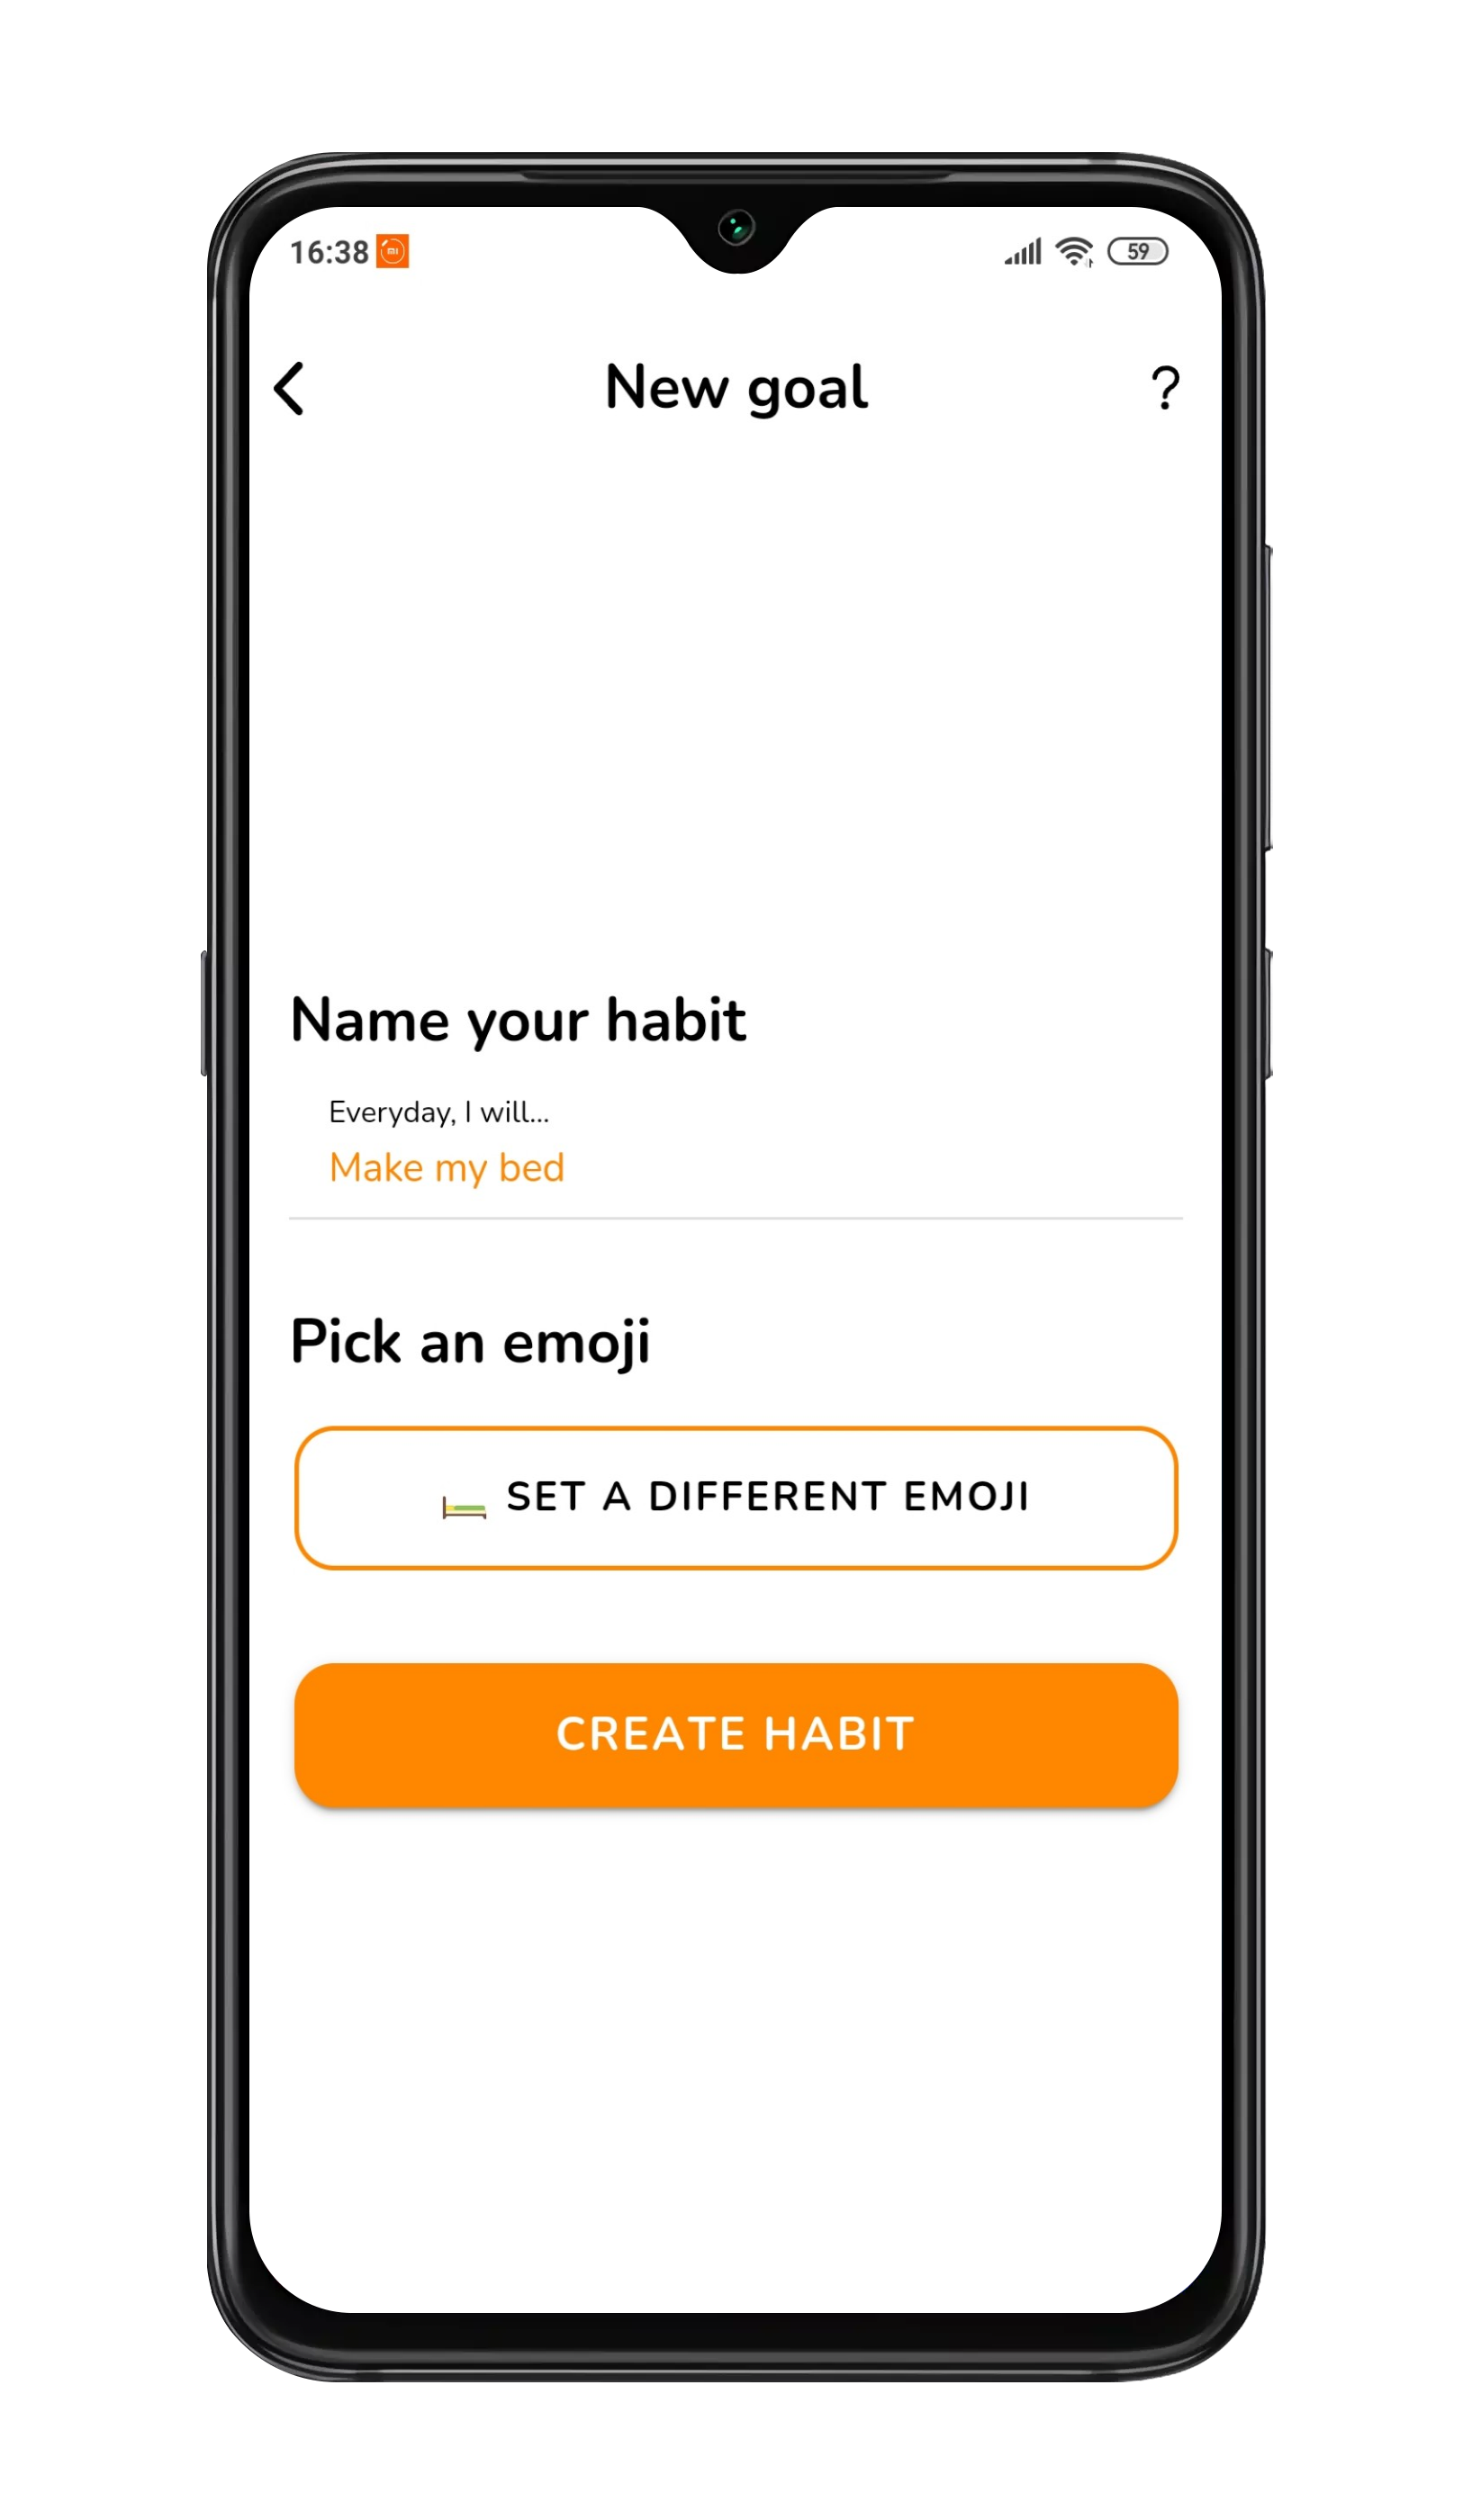 16:38
59
New goal ?
Name your habit
Everyday, I will...
Make my bed
Pick an emoji
SET A DIFFERENT EMOJI
CREATE HABIT